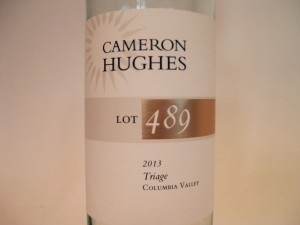 CAMERON
HUGHES
LOT 489
2013
Triage
COLUMBIA VALLEY